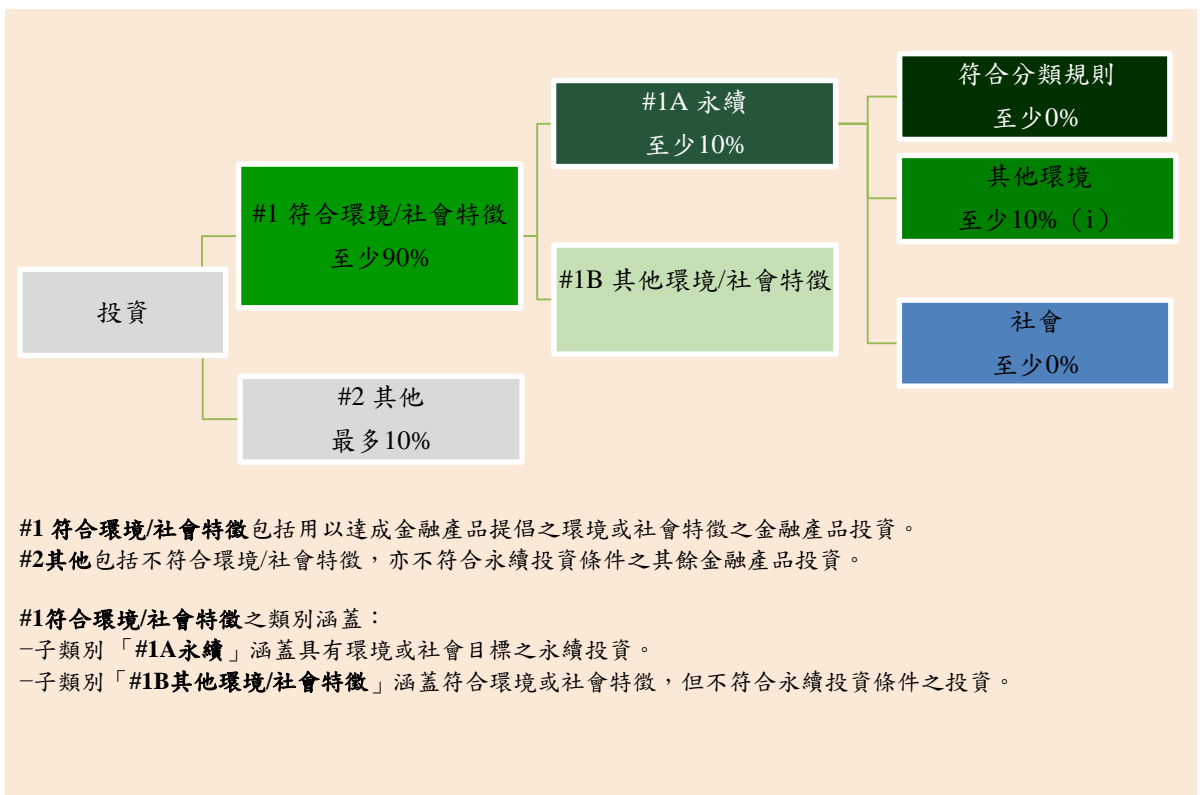 投資
#1 符合環境/社會特徵
至少90%
#2 其他
最多10%
#1A 永續
至少10%
#1B 其他環境/社會特徵
符合分類規則
至少0%
其他環境
至少10%（i）
社會
至少0%
#1 符合環境/社會特徵包括用以達成金融產品提倡之環境或社會特徵之金融產品投資。
#2其他包括不符合環境/社會特徵，亦不符合永續投資條件之其餘金融產品投資。
#1符合環境/社會特徵之類別涵蓋：
–子類別「#1A永續」涵蓋具有環境或社會目標之永續投資。
–子類別「#1B其他環境/社會特徵」涵蓋符合環境或社會特徵，但不符合永續投資條件之投資。